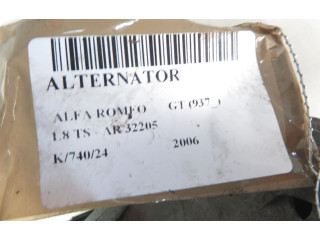 ALTERNATOR
ALFA ROMEO GT (937_)
1.8 TS - AR 32205
K/740/24 2006